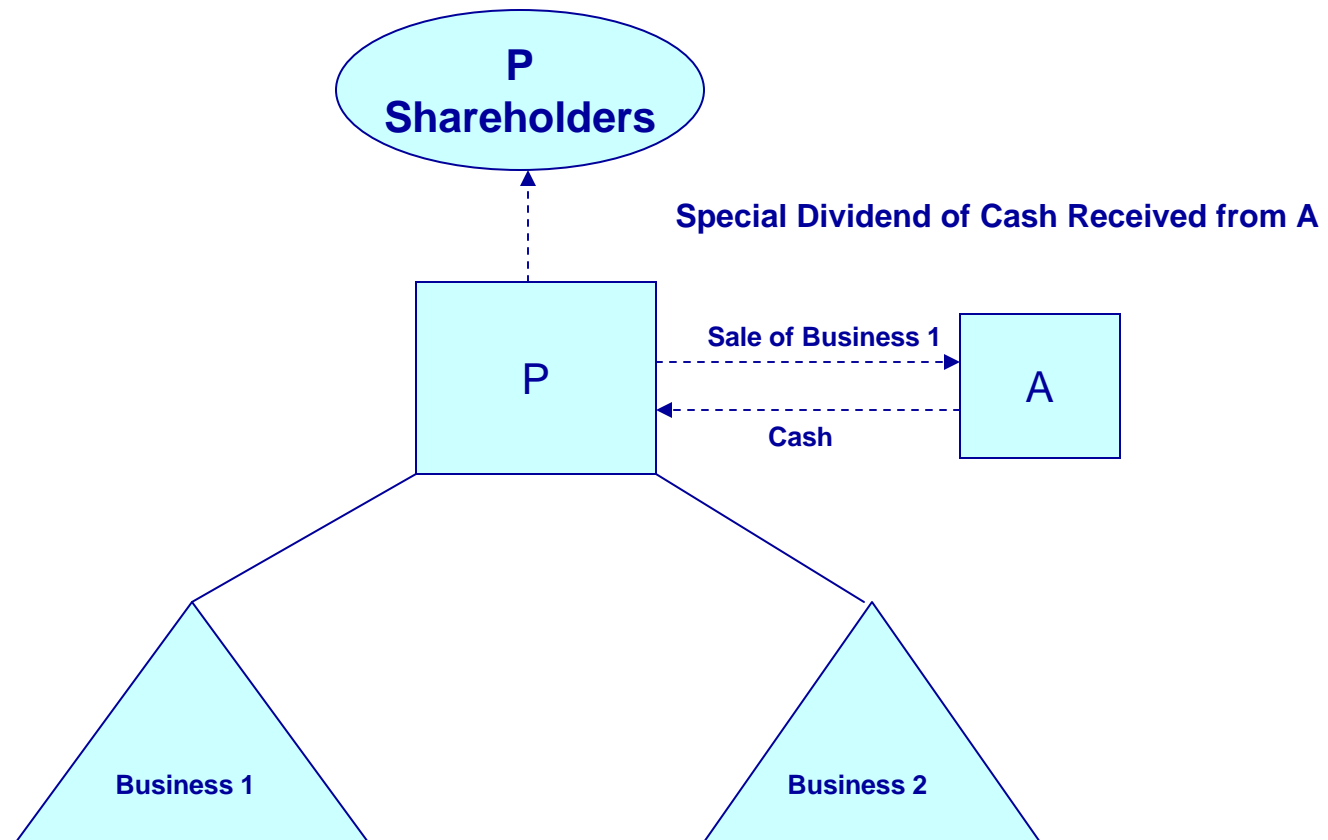 P
Shareholders
Special Dividend of Cash Received from A
P
Sale of Business 1
A
Cash
Business 1
Business 2